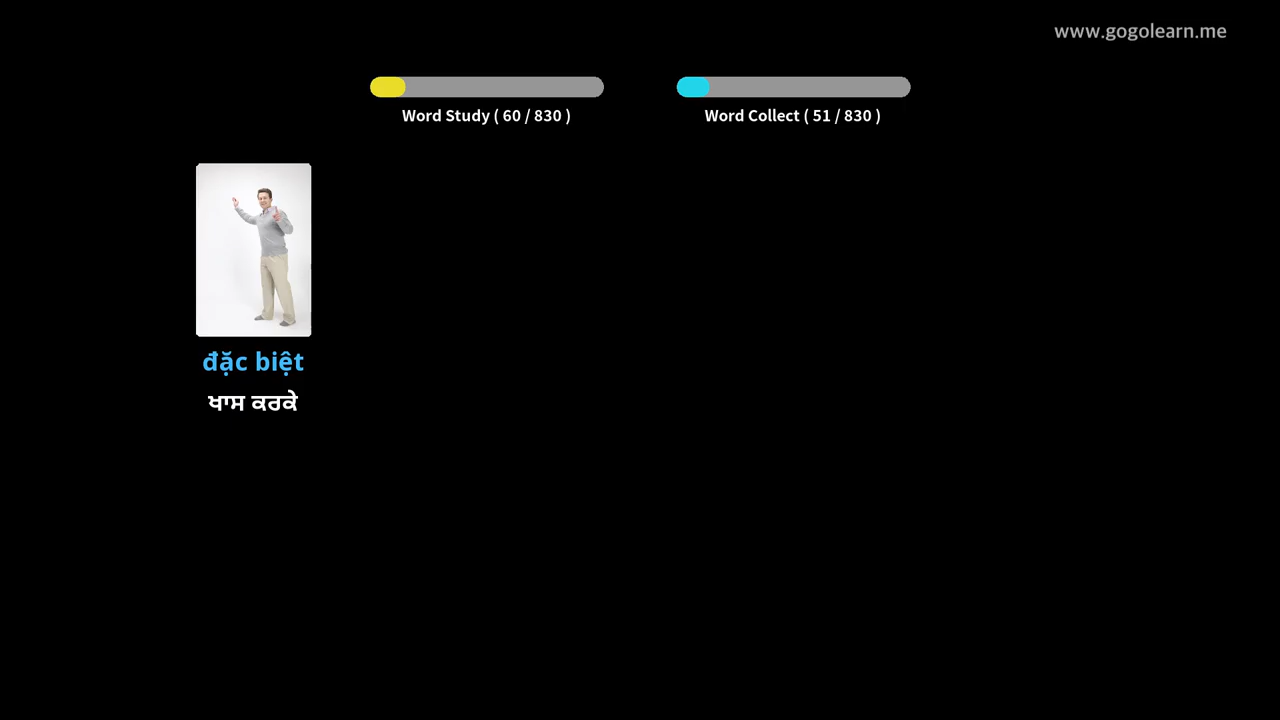 www.gogolearn.me
Word Study ( 60 / 830 )
Word Collect ( 51 / 830 )
đặc biệt
ਖਾਸ ਕਰਕੇ